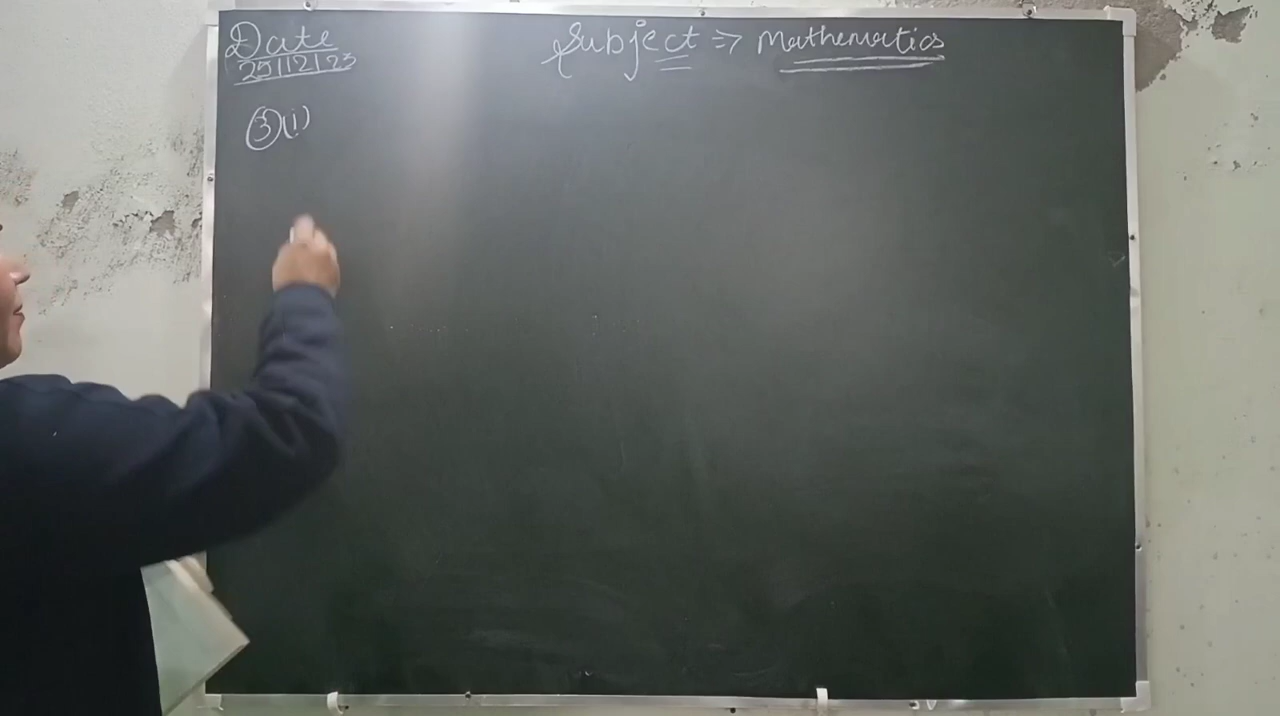 Date
Subject ⇒ Mathematics
25/12/23
③(i)